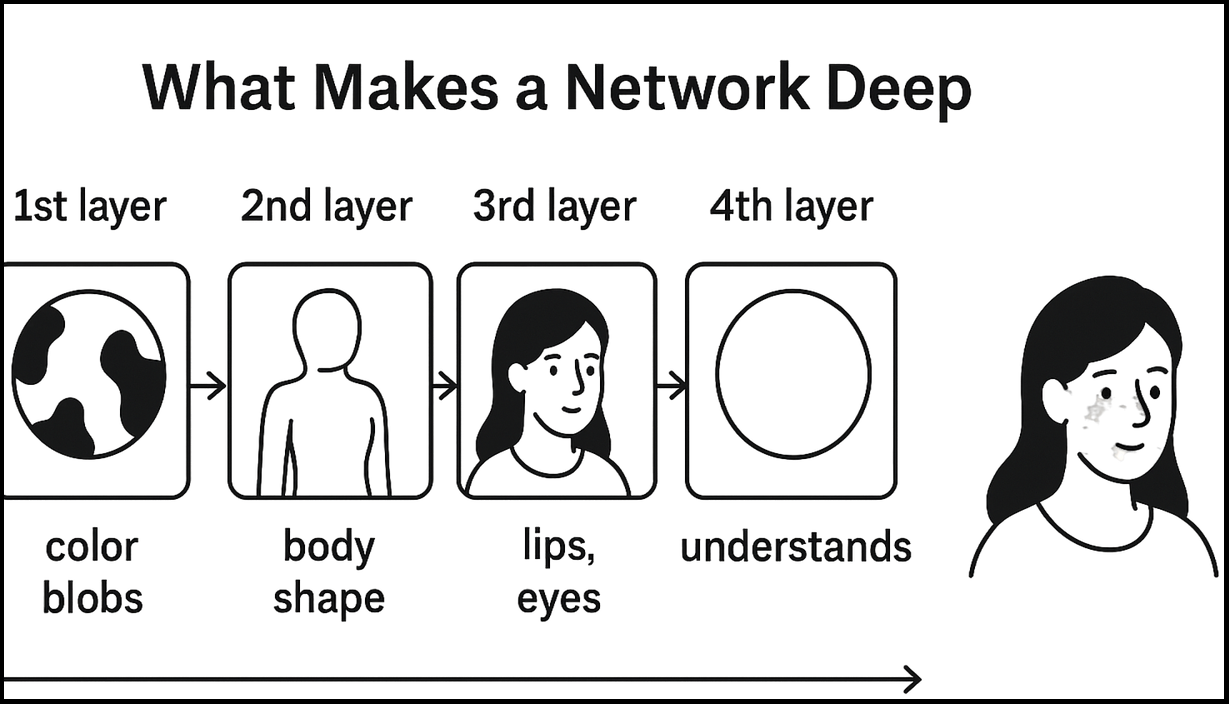 What Makes a Network Deep
1st layer
2nd layer
3rd layer
4th layer
color
blobs
body
shape
lips,
eyes
understands